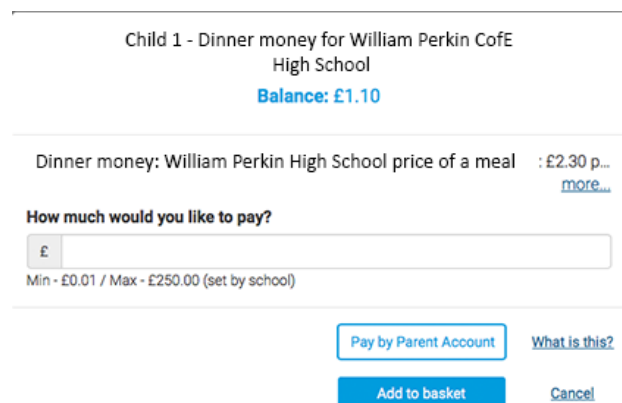 Child 1 - Dinner money for William Perkin CofE
High School
Balance: £1.10
Dinner money: William Perkin High School price of a meal : £2.30 p...
more...
How much would you like to pay?
£
Min - £0.01 / Max - £250.00 (set by school)
Pay by Parent Account What is this?
Add to basket Cancel